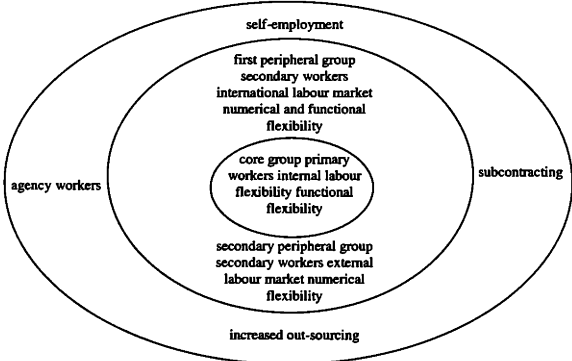 self-employment
first peripheral group
secondary workers
international labour market
numerical and functional
flexibility
core group primary
workers internal labour
flexibility functional
flexibility
agency workers
subcontracting
secondary peripheral group
secondary workers external
labour market numerical
flexibility
increased out-sourcing